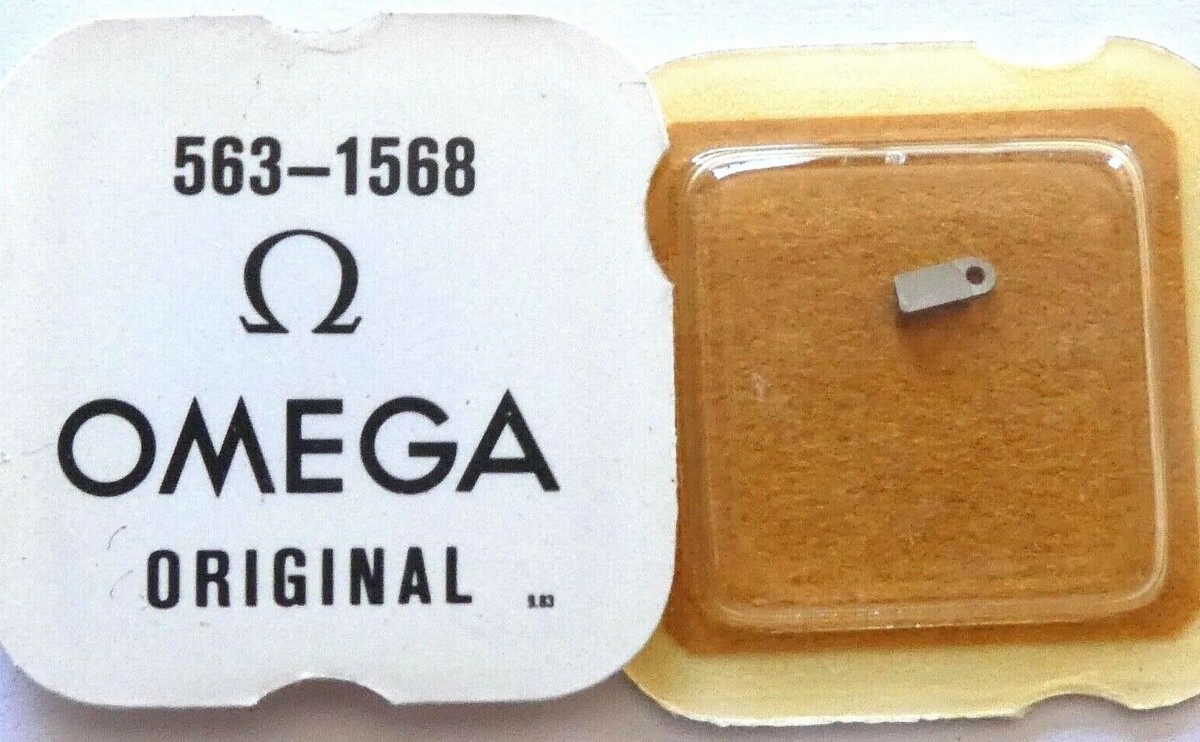 563–1568
Ω
OMEGA
ORIGINAL
9.83